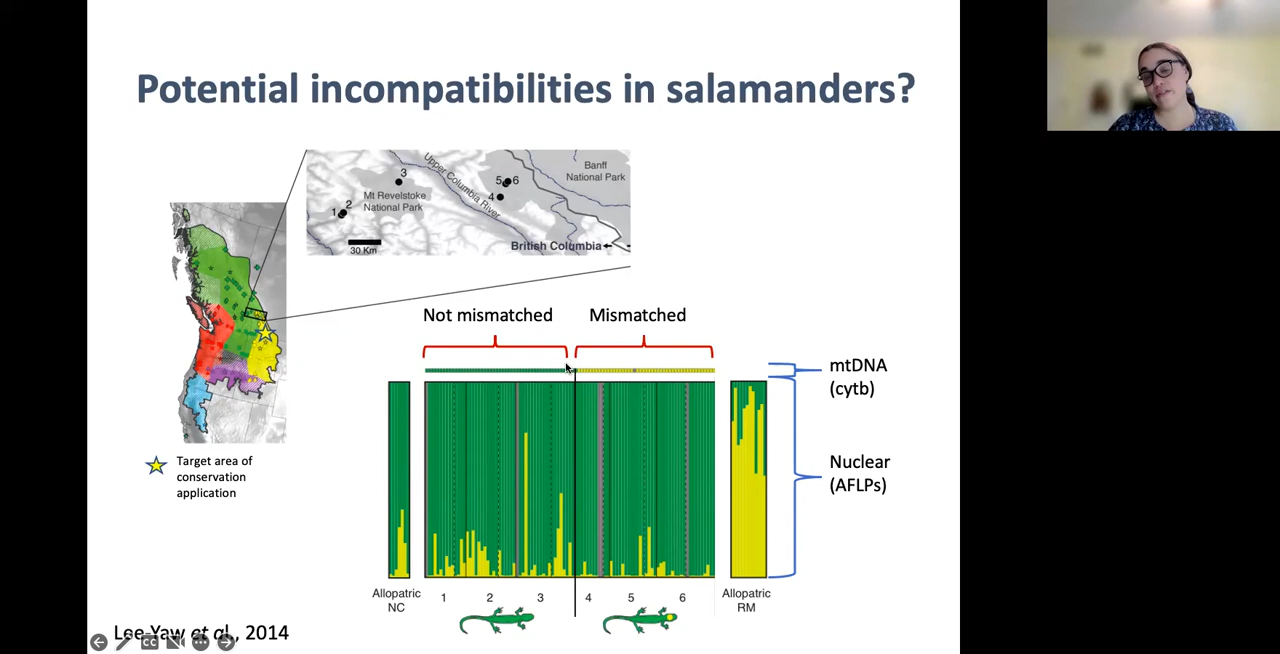 Potential incompatibilities in salamanders?
3
Upper Columbia River
Banff
National Park
5
6
4
Mt Revelstoke
National Park
2
1
30 Km
British Columbia
Not mismatched
Mismatched
mtDNA
(cytb)
Target area of
conservation
application
Nuclear
(AFLPs)
Allopatric
NC
1
2
3
4
5
6
Allopatric
RM
Lee-Yaw et al., 2014
CC